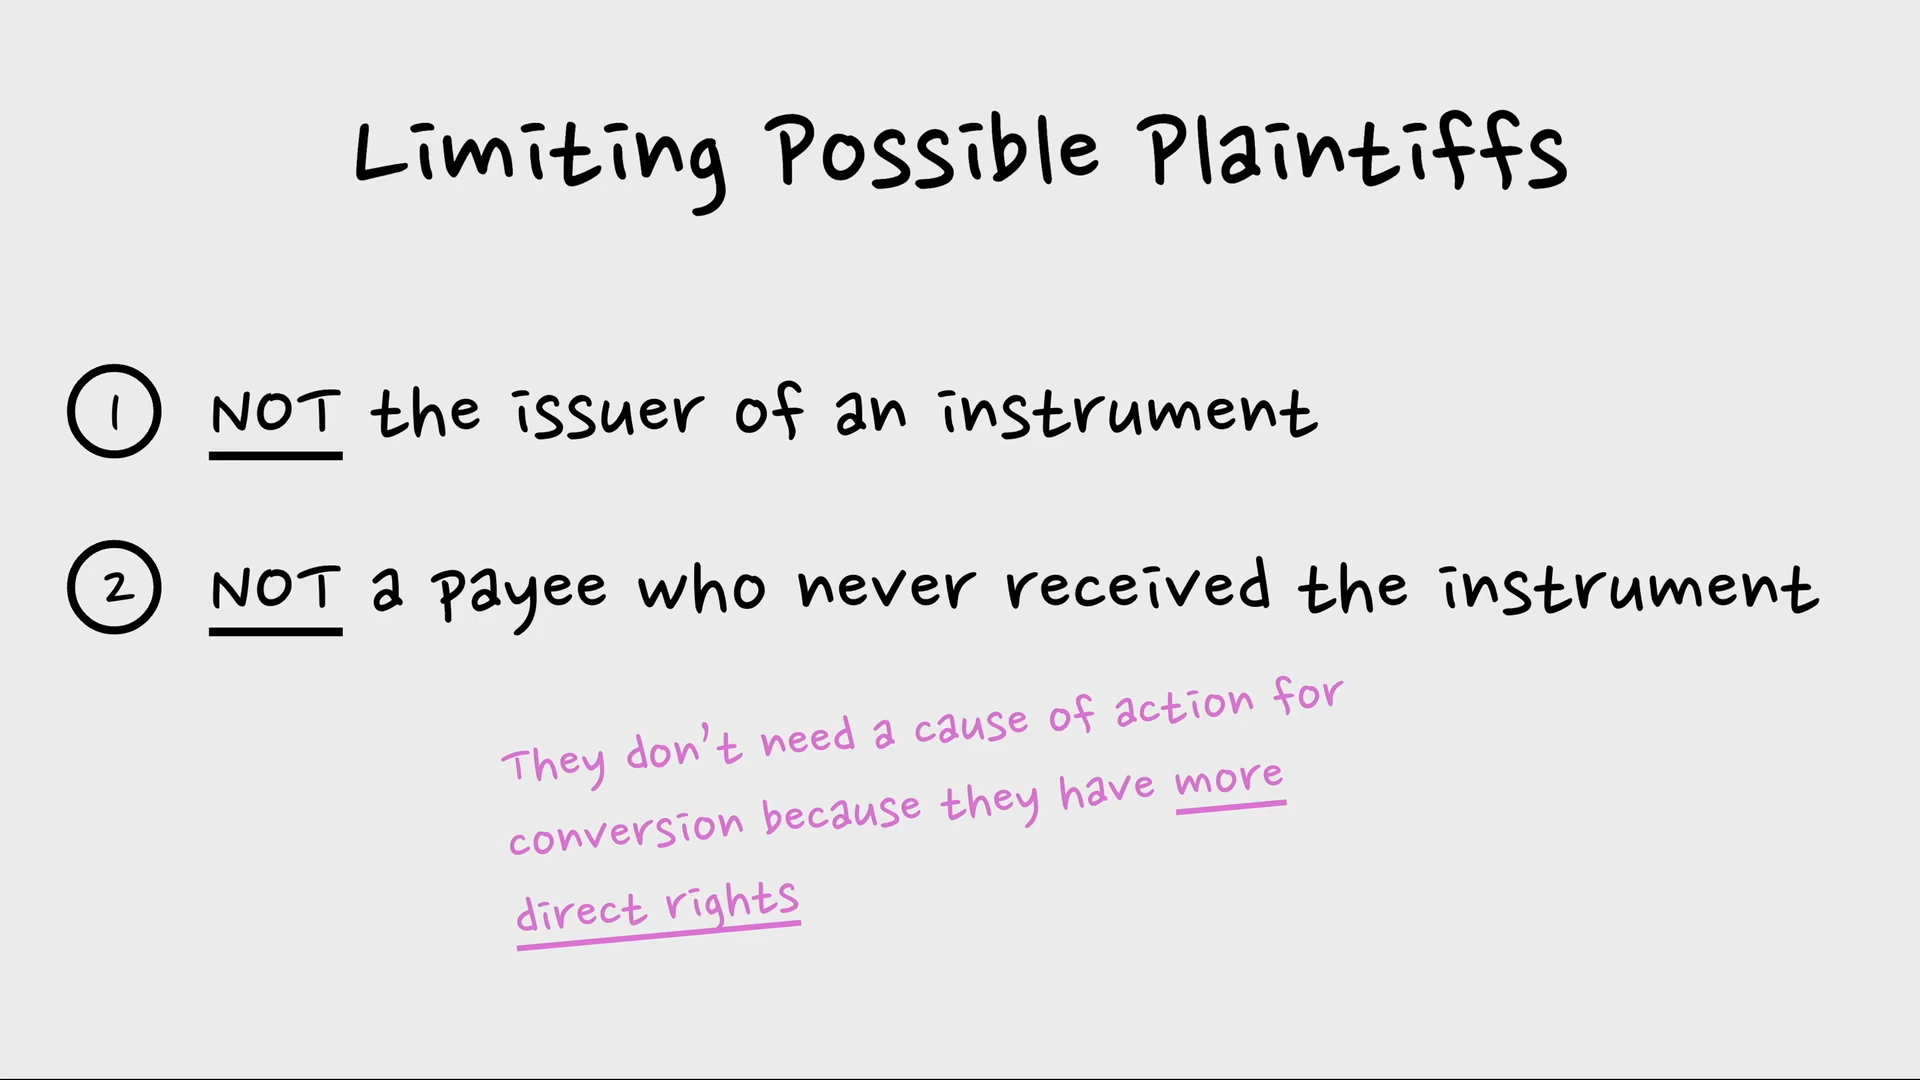 Limiting Possible Plaintiffs
1 NOT the issuer of an instrument
2 NOT a payee who never received the instrument
They don't need a cause of action for
conversion because they have more
direct rights